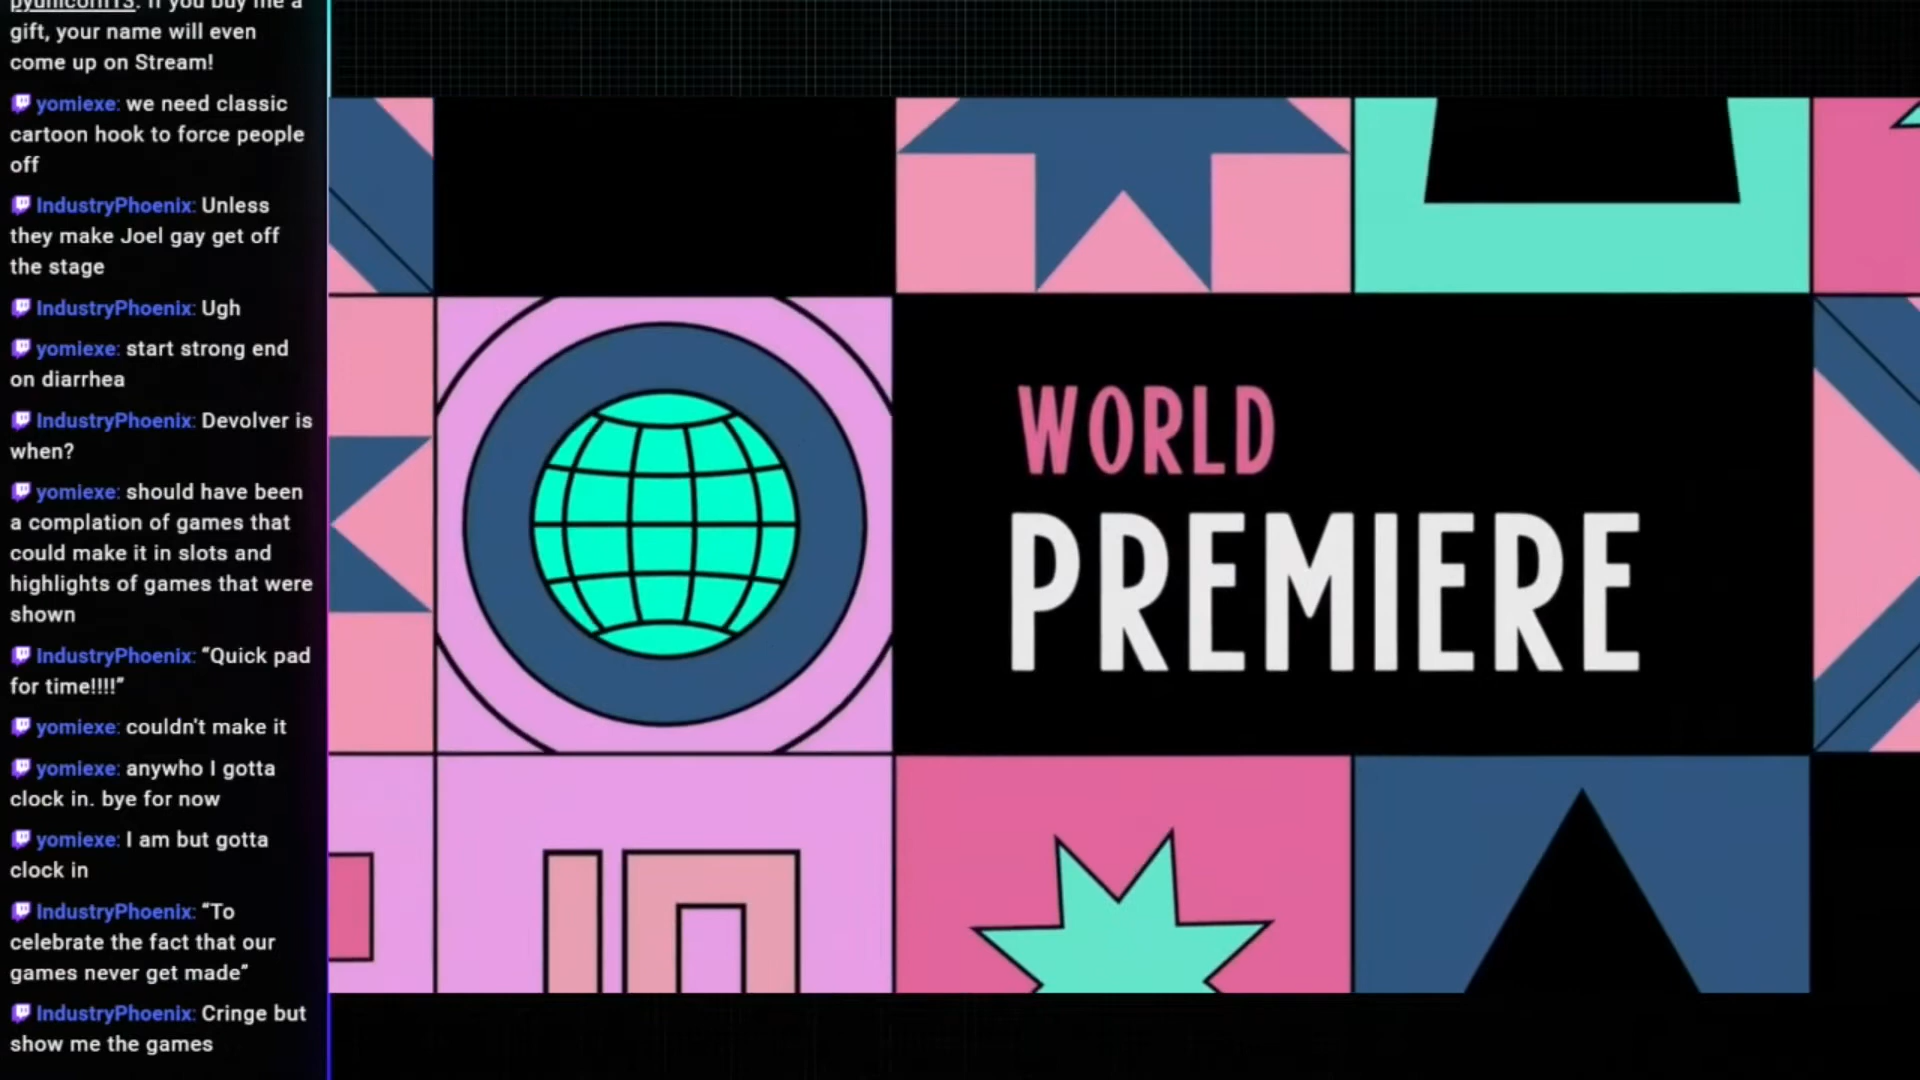 pyunicorn13: If you buy me a
gift, your name will even
come up on Stream!
yomiexe: we need classic
cartoon hook to force people
off
IndustryPhoenix: Unless
they make Joel gay get off
the stage
IndustryPhoenix: Ugh
yomiexe: start strong end
on diarrhea
IndustryPhoenix: Devolver is
when?
yomiexe: should have been
a complation of games that
could make it in slots and
highlights of games that were
shown
IndustryPhoenix: “Quick pad
for time!!!!”
yomiexe: couldn't make it
yomiexe: anywho I gotta
clock in. bye for now
yomiexe: I am but gotta
clock in
IndustryPhoenix: “To
celebrate the fact that our
games never get made”
IndustryPhoenix: Cringe but
show me the games
WORLD
PREMIERE